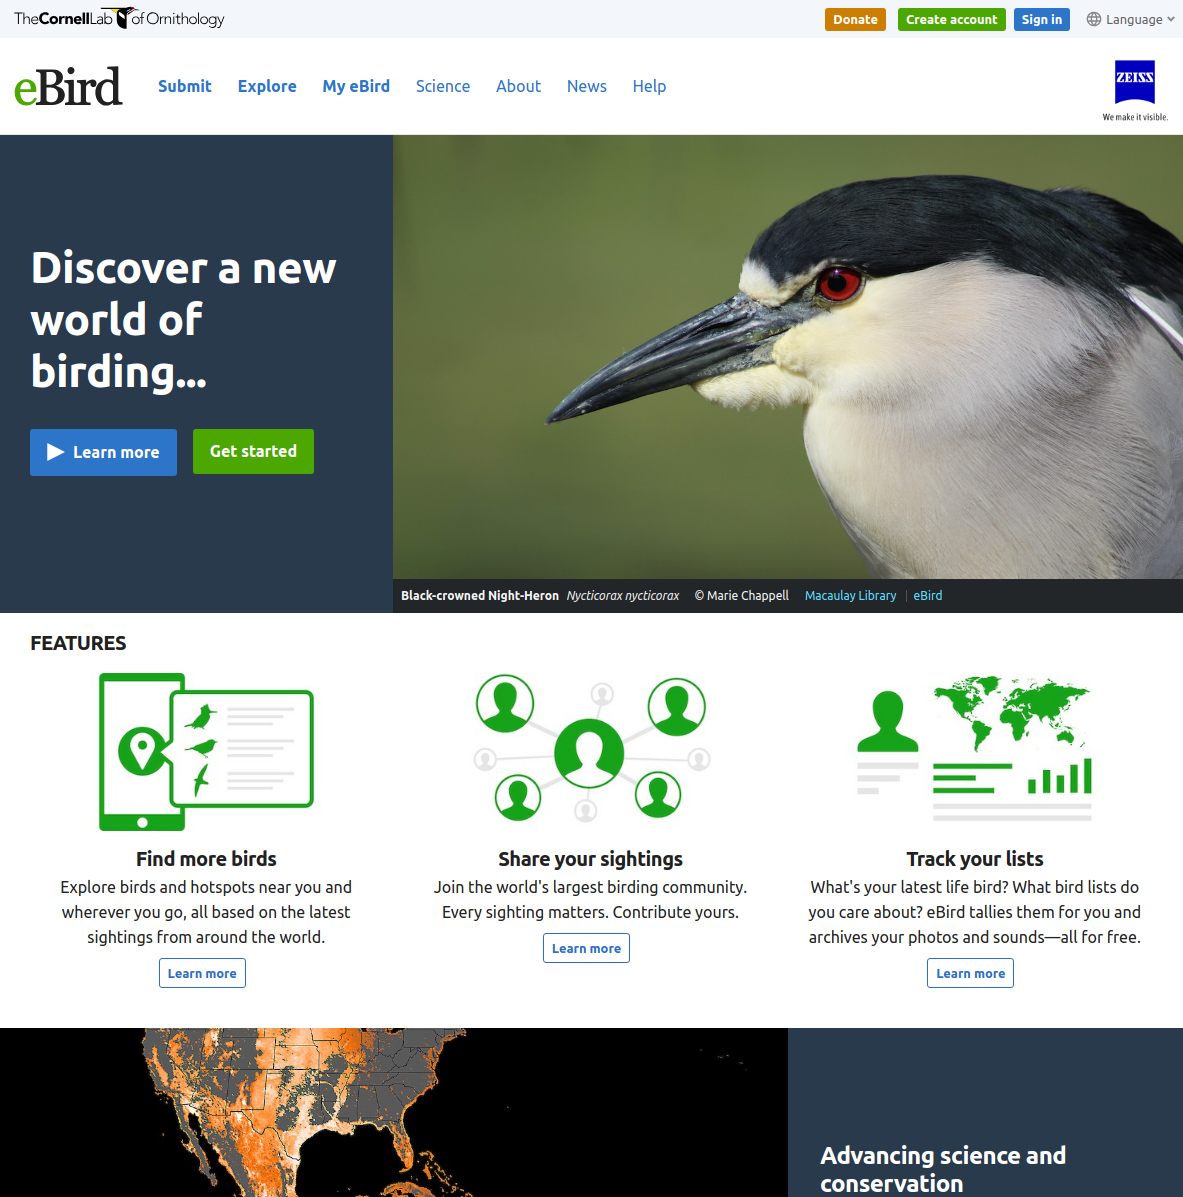 TheCornellLab of Ornithology
Donate
Create account
Sign in
Language
eBird
Submit
Explore
My eBird
Science
About
News
Help
ZEISS
We make it visible.
Discover a new
world of
birding...
Learn more
Get started
Black-crowned Night-Heron Nycticorax nycticorax © Marie Chappell Macaulay Library eBird
FEATURES
Find more birds
Explore birds and hotspots near you and
wherever you go, all based on the latest
sightings from around the world.
Learn more
Share your sightings
Join the world's largest birding community.
Every sighting matters. Contribute yours.
Learn more
Track your lists
What's your latest life bird? What bird lists do
you care about? eBird tallies them for you and
archives your photos and sounds—all for free.
Learn more
Advancing science and
conservation